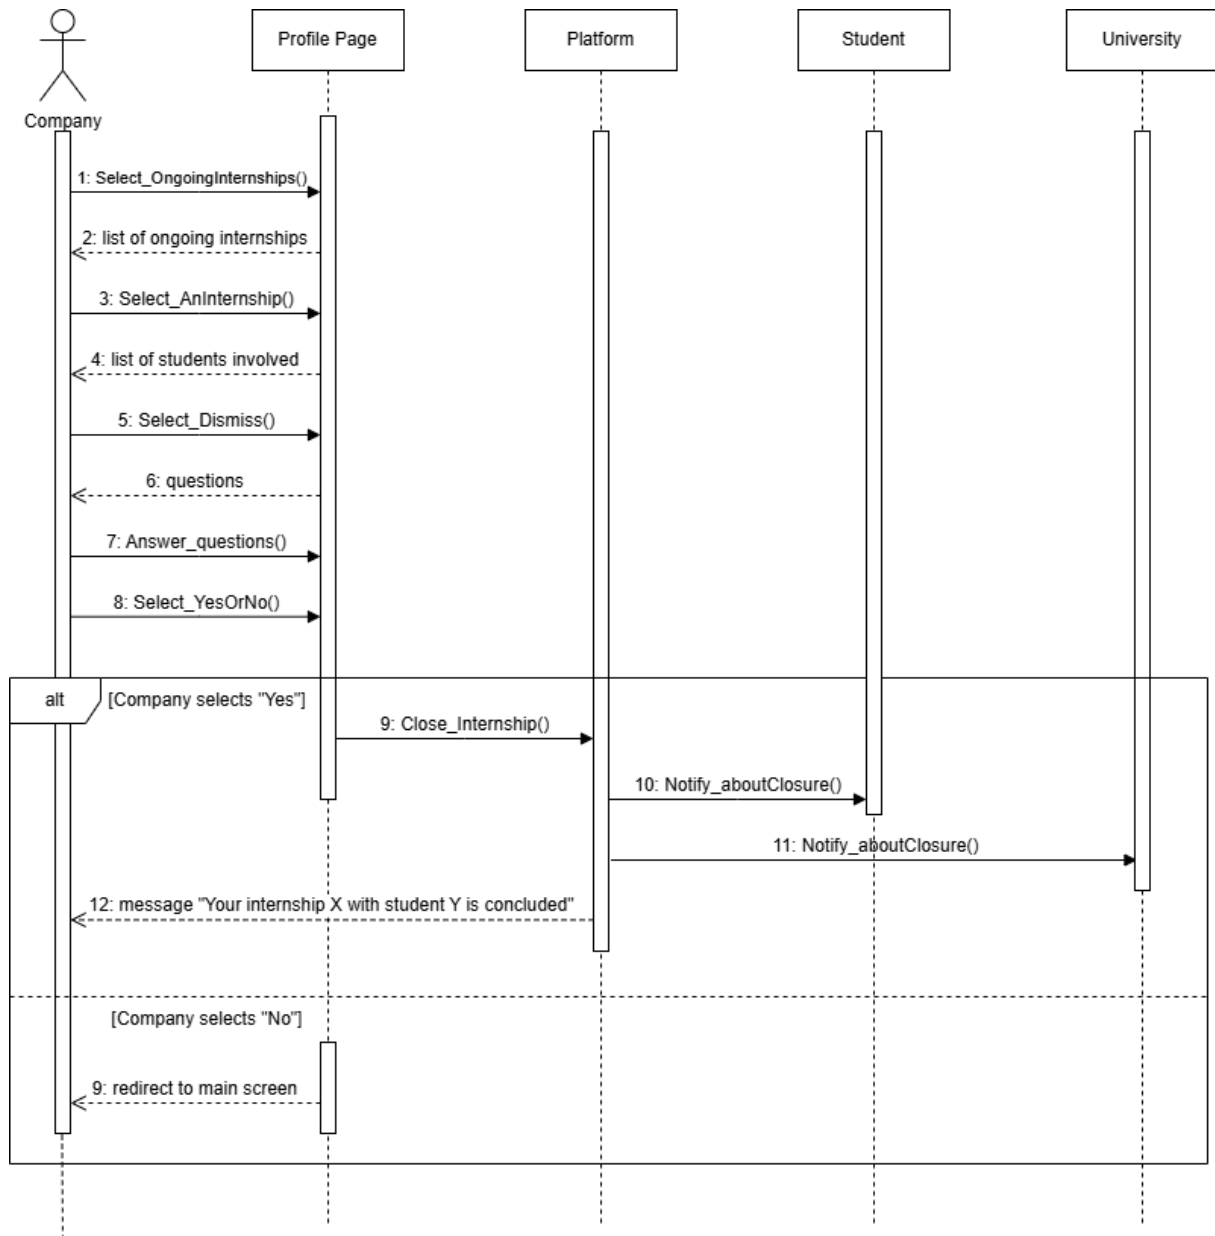 Profile Page
Platform
Student
University
Company
1: Select_OngoingInternships()
2: list of ongoing internships
3: Select_AnInternship()
4: list of students involved
5: Select_Dismiss()
6: questions
7: Answer_questions()
8: Select_YesOrNo()
alt
[Company selects "Yes"]
9: Close_Internship()
10: Notify_aboutClosure()
11: Notify_aboutClosure()
12: message "Your internship X with student Y is concluded"
[Company selects "No"]
9: redirect to main screen